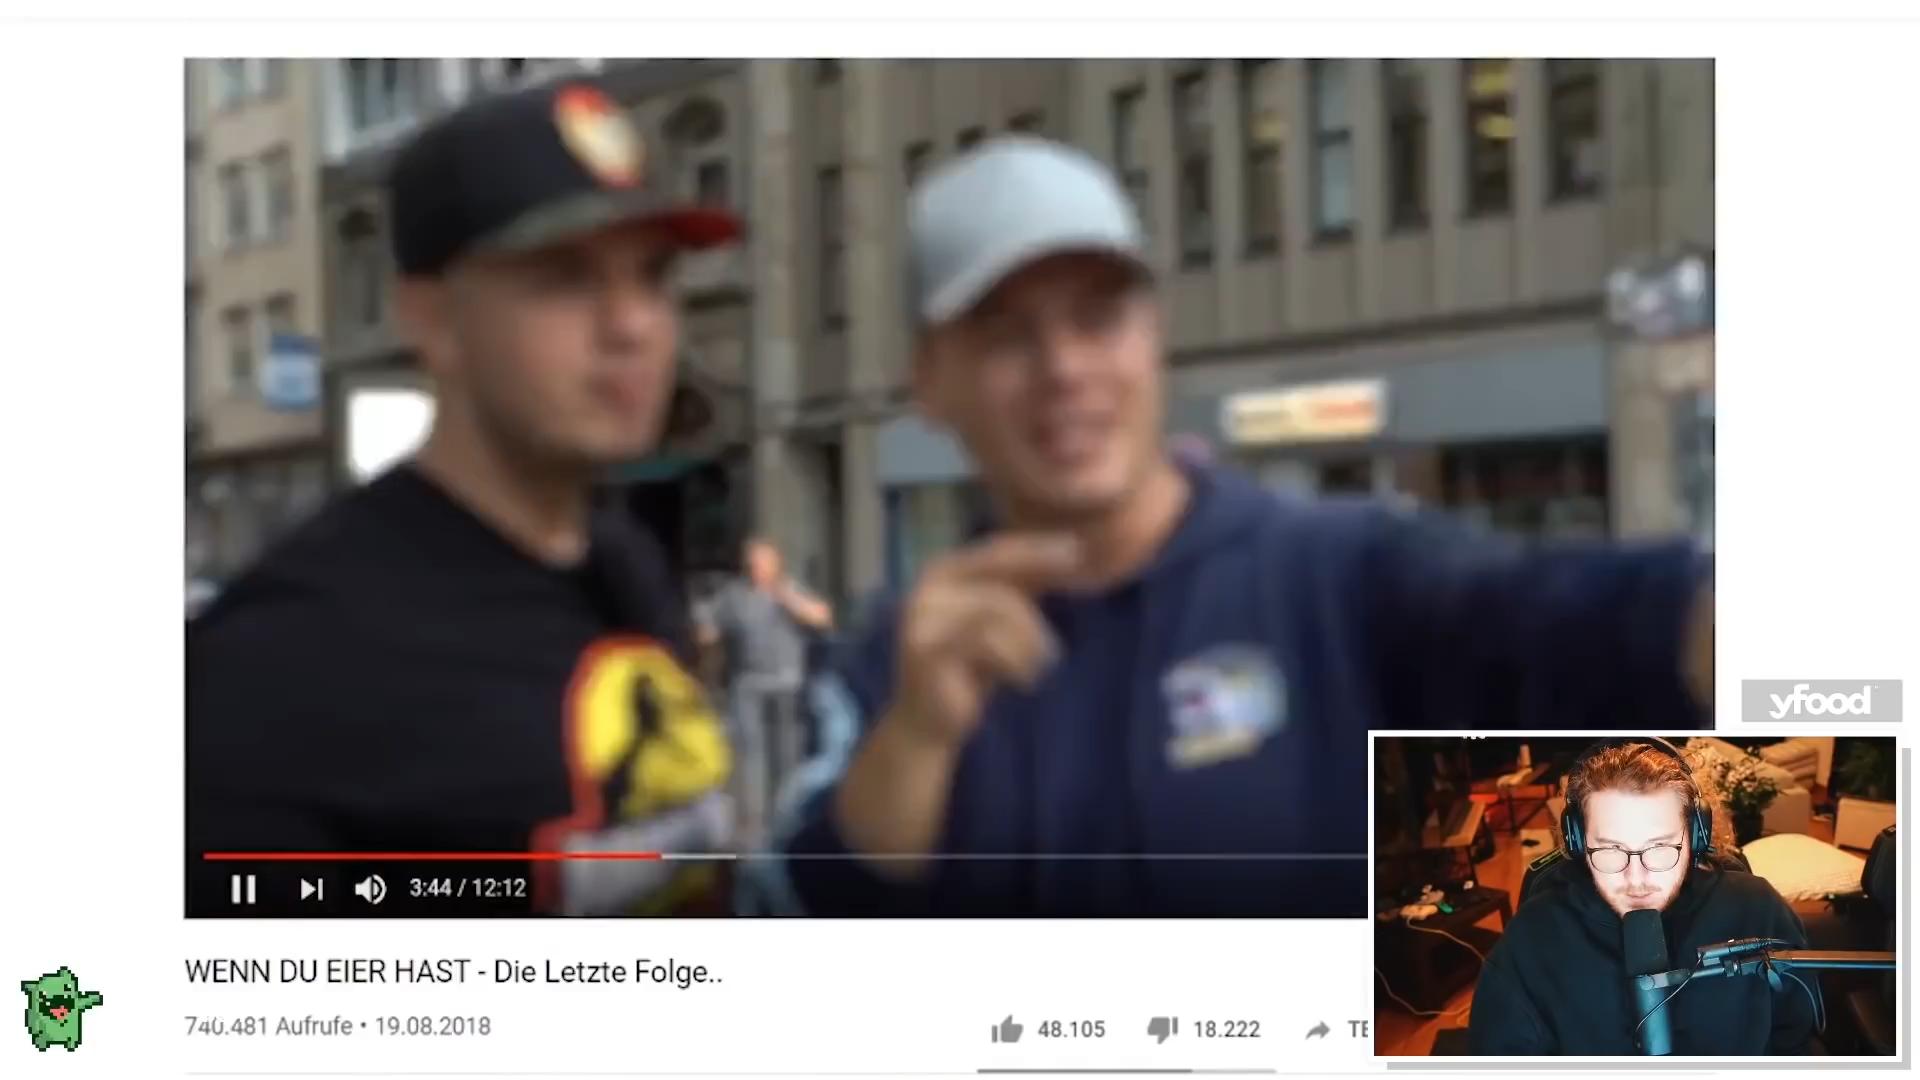 yfood
3:44 / 12:12
WENN DU EIER HAST - Die Letzte Folge..
740.481 Aufrufe • 19.08.2018
48.105
18.222
TE